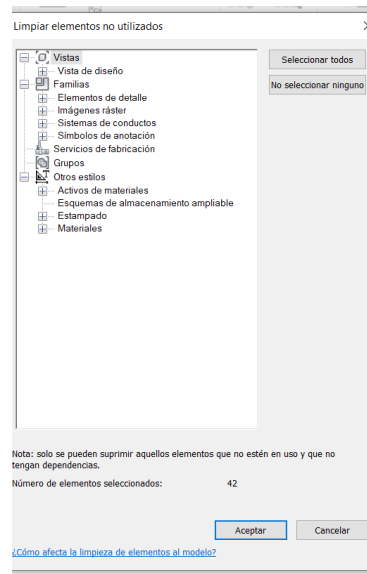 Limpiar elementos no utilizados
Vistas
Vista de diseño
Familias
Elementos de detalle
Imágenes ráster
Sistemas de conductos
Símbolos de anotación
Servicios de fabricación
Grupos
Otros estilos
Activos de materiales
Esquemas de almacenamiento ampliable
Estampado
Materiales
Seleccionar todos
No seleccionar ninguno
Nota: solo se pueden suprimir aquellos elementos que no estén en uso y que no
tengan dependencias.
Número de elementos seleccionados: 42
Aceptar Cancelar
¿Cómo afecta la limpieza de elementos al modelo?